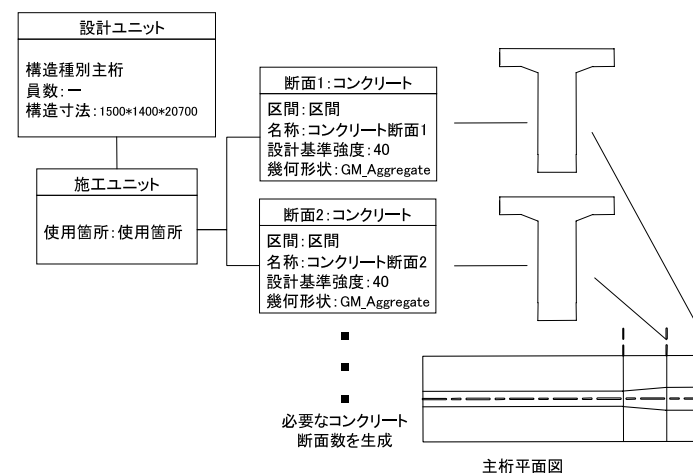 設計ユニット
構造種別主桁
員数:ー
構造寸法:1500*1400*20700
施工ユニット
使用箇所:使用箇所
断面1:コンクリート
区間:区間
名称:コンクリート断面1
設計基準強度:40
幾何形状:GM_Aggregate
断面2:コンクリート
区間:区間
名称:コンクリート断面2
設計基準強度:40
幾何形状:GM_Aggregate
必要なコンクリート
断面数を生成
主桁平面図